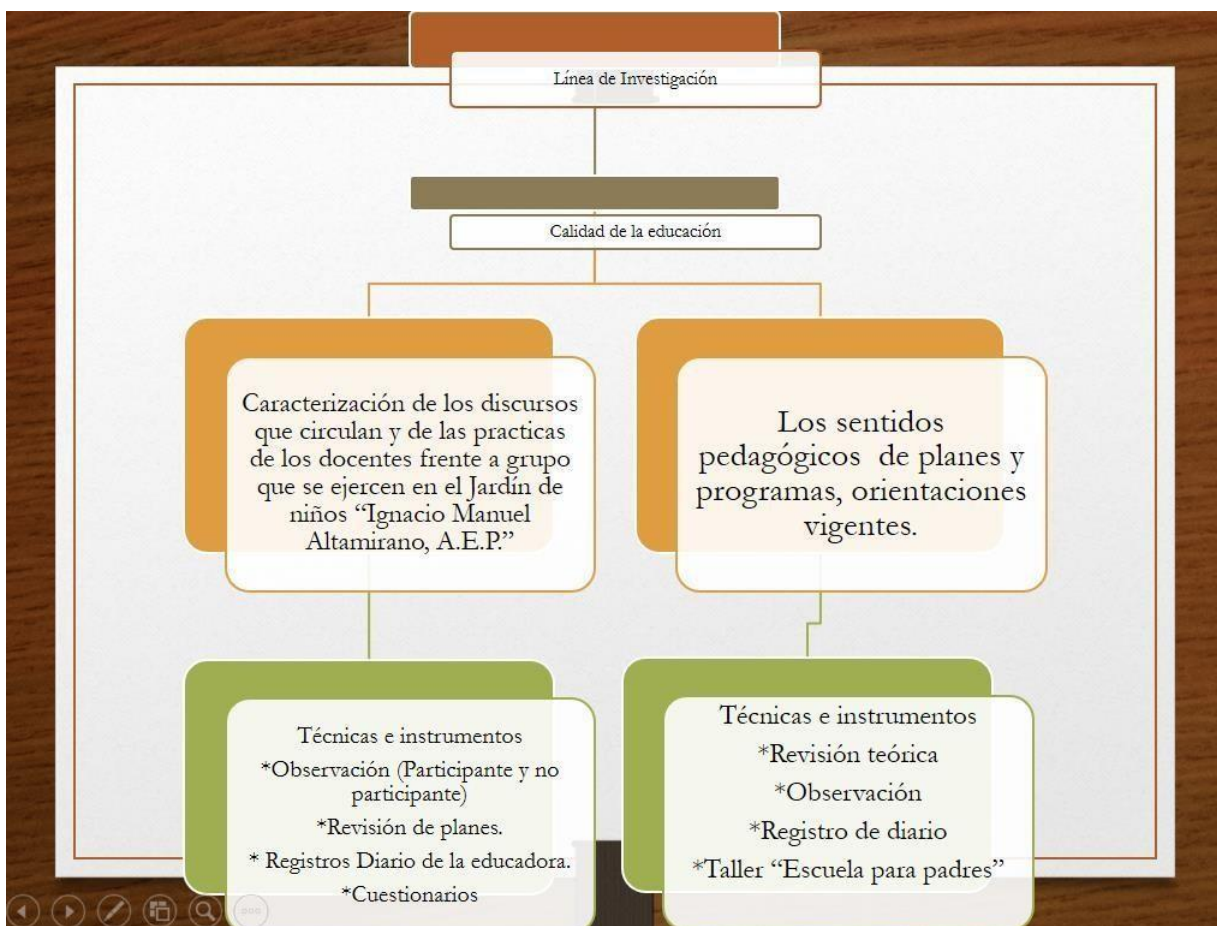 Línea de Investigación
Calidad de la educación
Caracterización de los discursos
que circulan y de las practicas
de los docentes frente a grupo
que se ejercen en el Jardín de
niños “Ignacio Manuel
Altamirano, A.E.P.”
Los sentidos
pedagógicos de planes y
programas, orientaciones
vigentes.
Técnicas e instrumentos
*Observación (Participante y no
participante)
*Revisión de planes.
* Registros Diario de la educadora.
*Cuestionarios
Técnicas e instrumentos
*Revisión teórica
*Observación
*Registro de diario
*Taller “Escuela para padres”